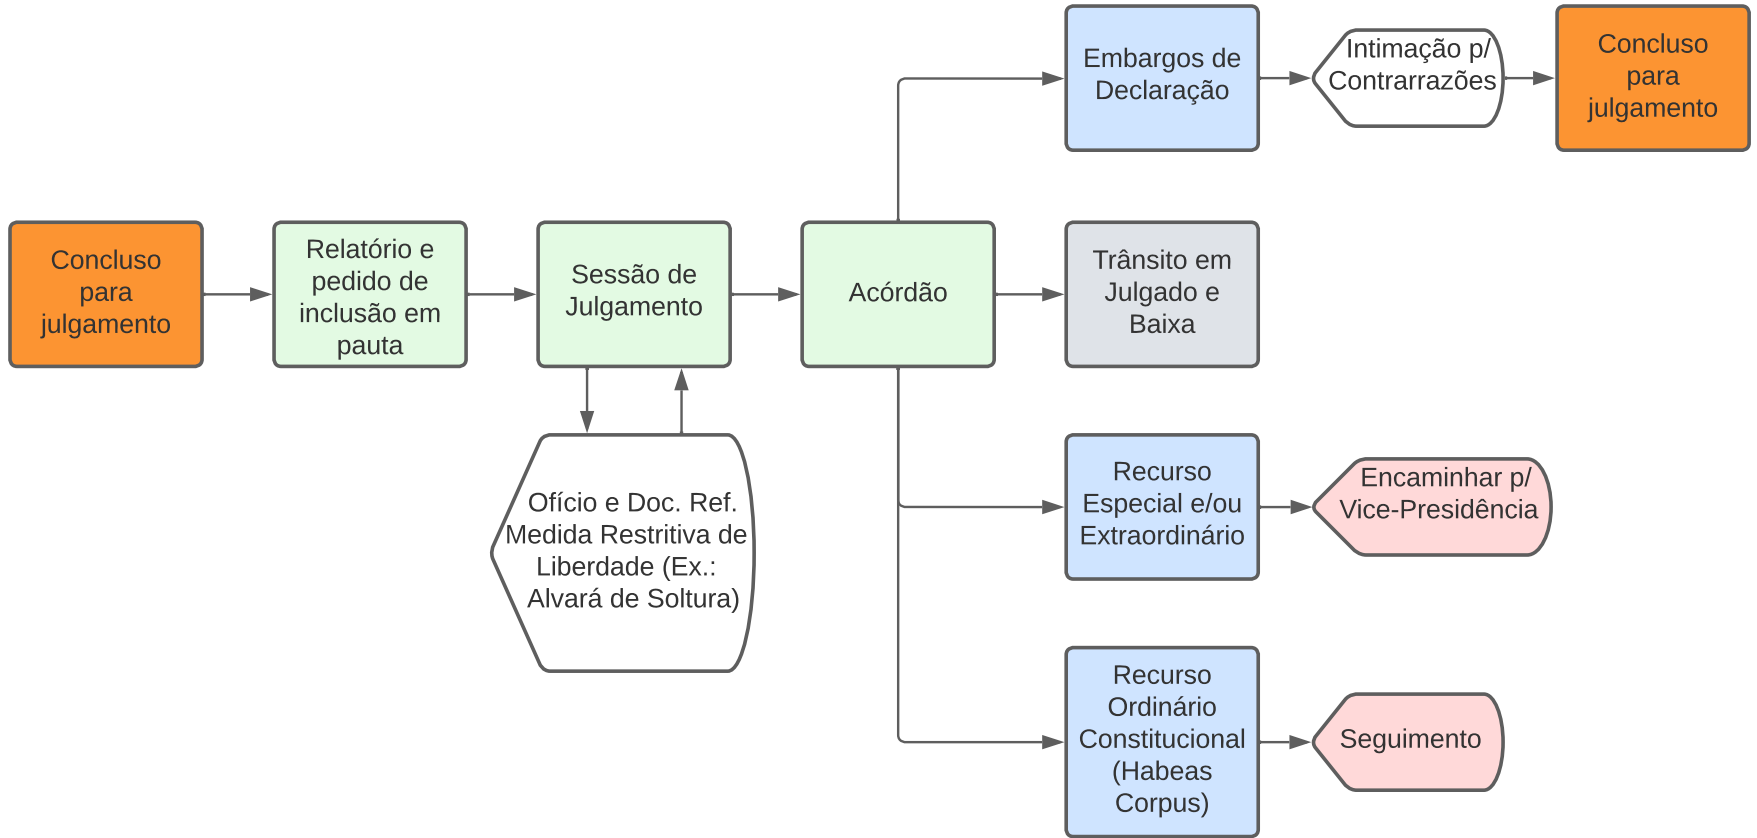 Concluso
para
julgamento
Relatório e
pedido de
inclusão em
pauta
Sessão de
Julgamento
Ofício e Doc. Ref.
Medida Restritiva de
Liberdade (Ex.:
Alvará de Soltura)
Acórdão
Embargos de
Declaração
Intimação p/
Contrarrazões
Concluso
para
julgamento
Trânsito em
Julgado e
Baixa
Recurso
Especial e/ou
Extraordinário
Encaminhar p/
Vice-Presidência
Recurso
Ordinário
Constitucional
(Habeas
Corpus)
Seguimento